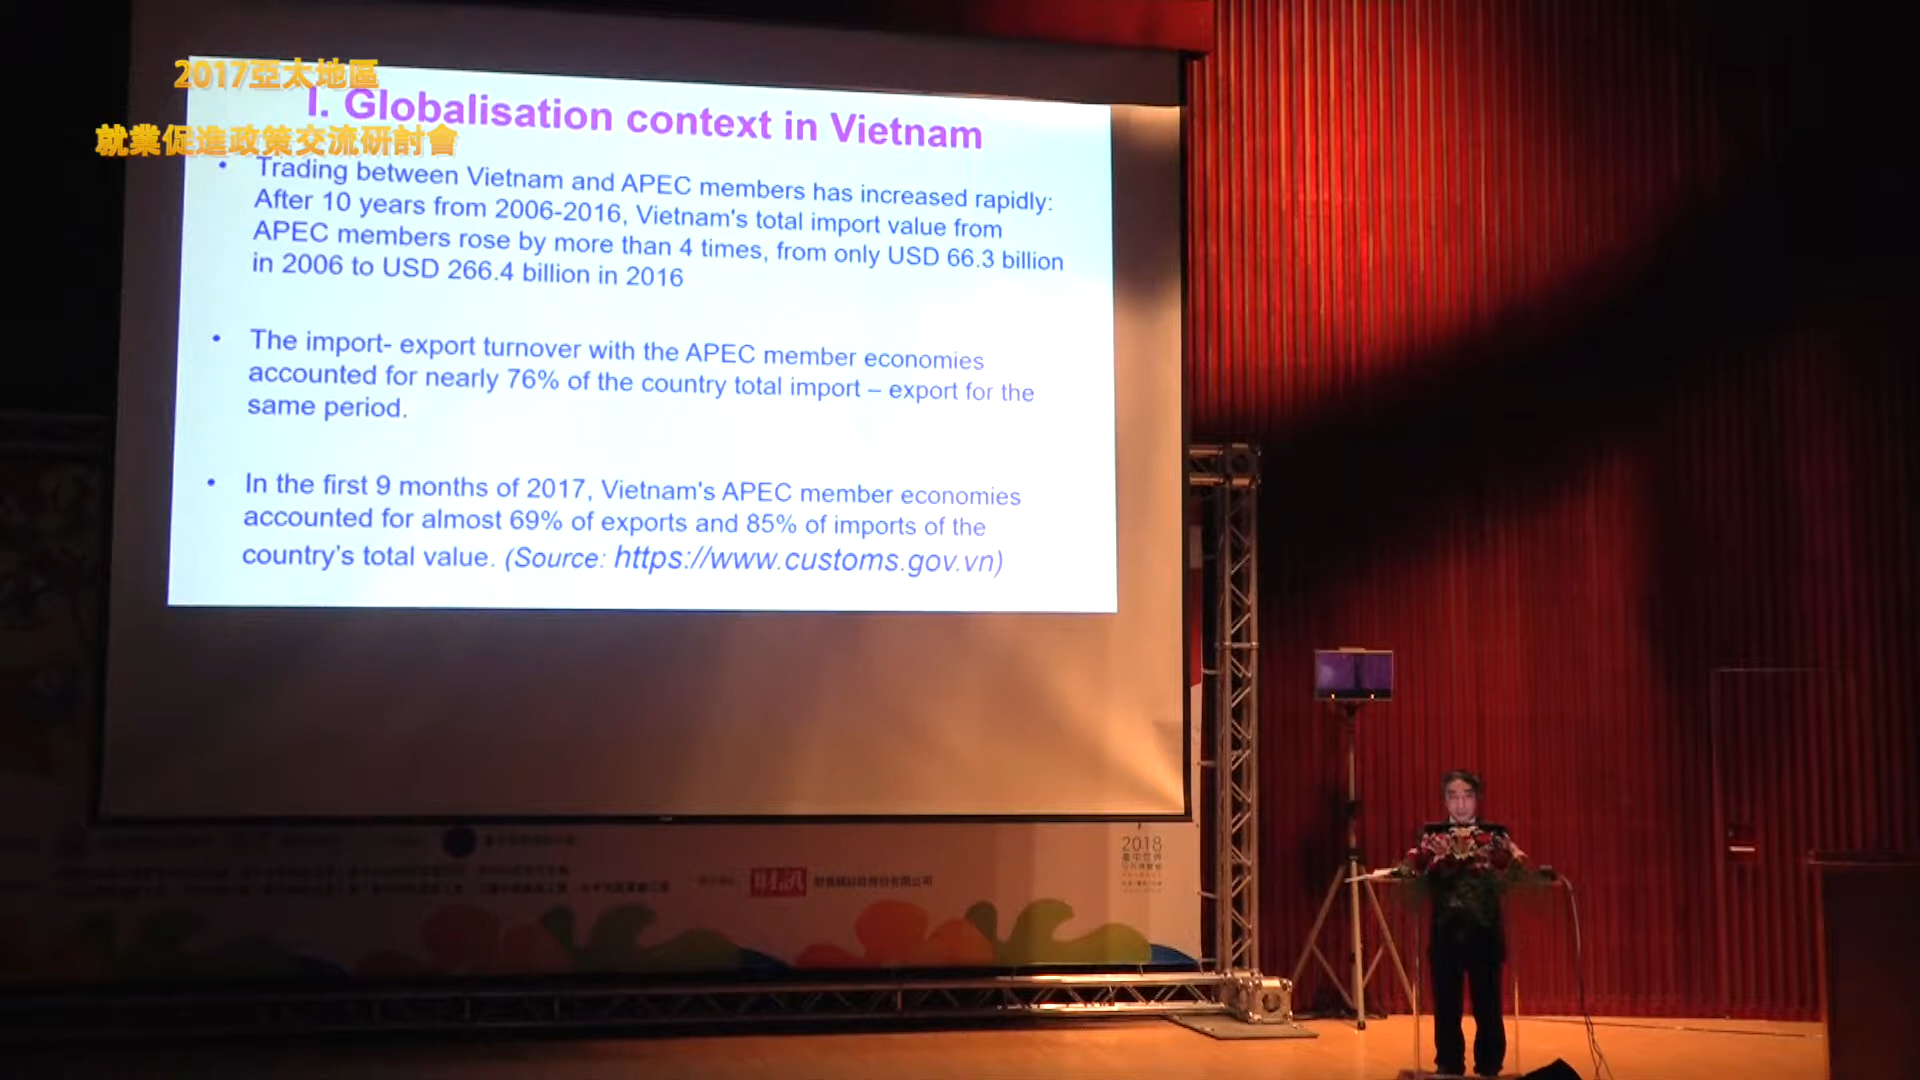 2017亞太地區
就業促進政策交流研討會
I. Globalisation context in Vietnam
• Trading between Vietnam and APEC members has increased rapidly:
After 10 years from 2006-2016, Vietnam's total import value from
APEC members rose by more than 4 times, from only USD 66.3 billion
in 2006 to USD 266.4 billion in 2016
• The import- export turnover with the APEC member economies
accounted for nearly 76% of the country total import – export for the
same period.
• In the first 9 months of 2017, Vietnam's APEC member economies
accounted for almost 69% of exports and 85% of imports of the
country's total value. (Source: https://www.customs.gov.vn)
2018
財訊